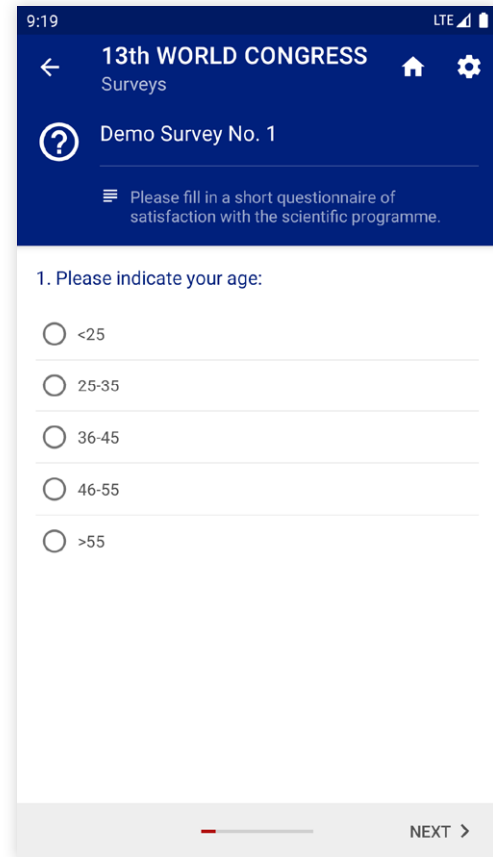 9:19 LTE
13th WORLD CONGRESS
Surveys
Demo Survey No. 1
Please fill in a short questionnaire of
satisfaction with the scientific programme.
1. Please indicate your age:
<25
25-35
36-45
46-55
>55
NEXT